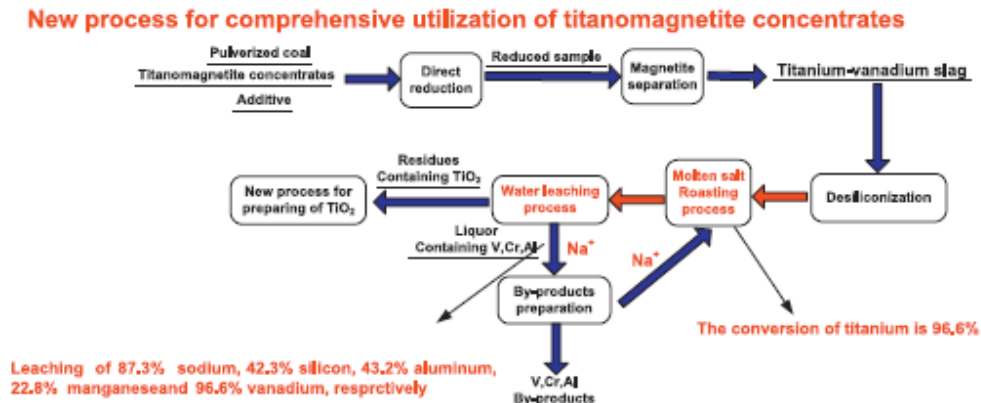 New process for comprehensive utilization of titanomagnetite concentrates
Pulverized coal
Titanomagnetite concentrates
Additive
Direct
reduction
Reduced sample
Magnetite
separation
Titanium-vanadium slag
Desiliconization
Molten salt
Roasting
process
Water leaching
process
Residues
Containing TiO₂
New process for
preparing of TiO₂
Liquor
Containing V,Cr,Al
Na⁺
Na⁺
By-products
preparation
The conversion of titanium is 96.6%
Leaching of 87.3% sodium, 42.3% silicon, 43.2% aluminum,
22.8% manganeseand 96.6% vanadium, resprctively
V,Cr,Al
By-products